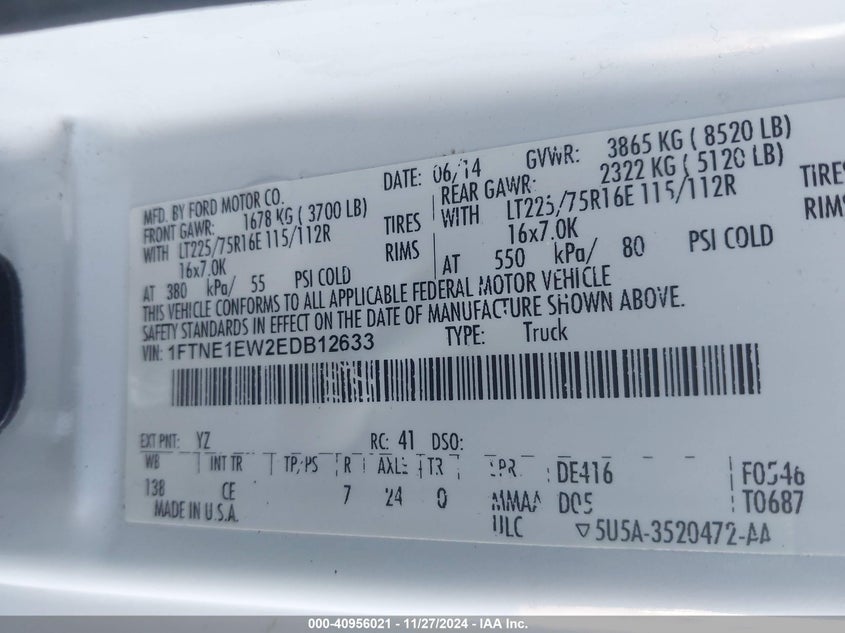 MFD. BY FORD MOTOR CO. DATE: 06/14 GVWR: 3865 KG ( 8520 LB)
FRONT GAWR: 1678 KG ( 3700 LB) REAR GAWR: 2322 KG ( 5120 LB)
WITH LT225/75R16E 115/112R TIRES WITH LT225/75R16E 115/112R TIRES
16x7.0K RIMS 16x7.0K RIMS
AT 380 kPa/ 55 PSI COLD AT 550 kPa/ 80 PSI COLD
THIS VEHICLE CONFORMS TO ALL APPLICABLE FEDERAL MOTOR VEHICLE
SAFETY STANDARDS IN EFFECT ON THE DATE OF MANUFACTURE SHOWN ABOVE.
VIN: 1FTNE1EW2EDB12633 TYPE: Truck
EXT PNT: YZ RC: 41 DSO:
WB INT TR TP/PS R AXLE TR SPR DE416 F0546
138 CE 7 24 0 MMAA D05 T0687
MADE IN U.S.A. ULC ▽5U5A-3520472-AA
000-40956021 - 11/27/2024 - IAA Inc.